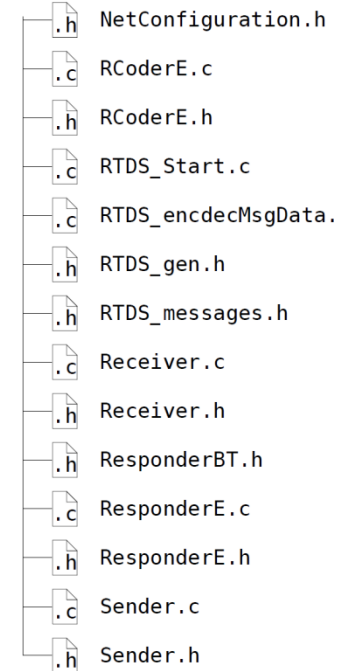 .h NetConfiguration.h
.c RCoderE.c
.h RCoderE.h
.c RTDS_Start.c
.c RTDS_encdecMsgData.
.h RTDS_gen.h
.h RTDS_messages.h
.c Receiver.c
.h Receiver.h
.h ResponderBT.h
.c ResponderE.c
.h ResponderE.h
.c Sender.c
.h Sender.h